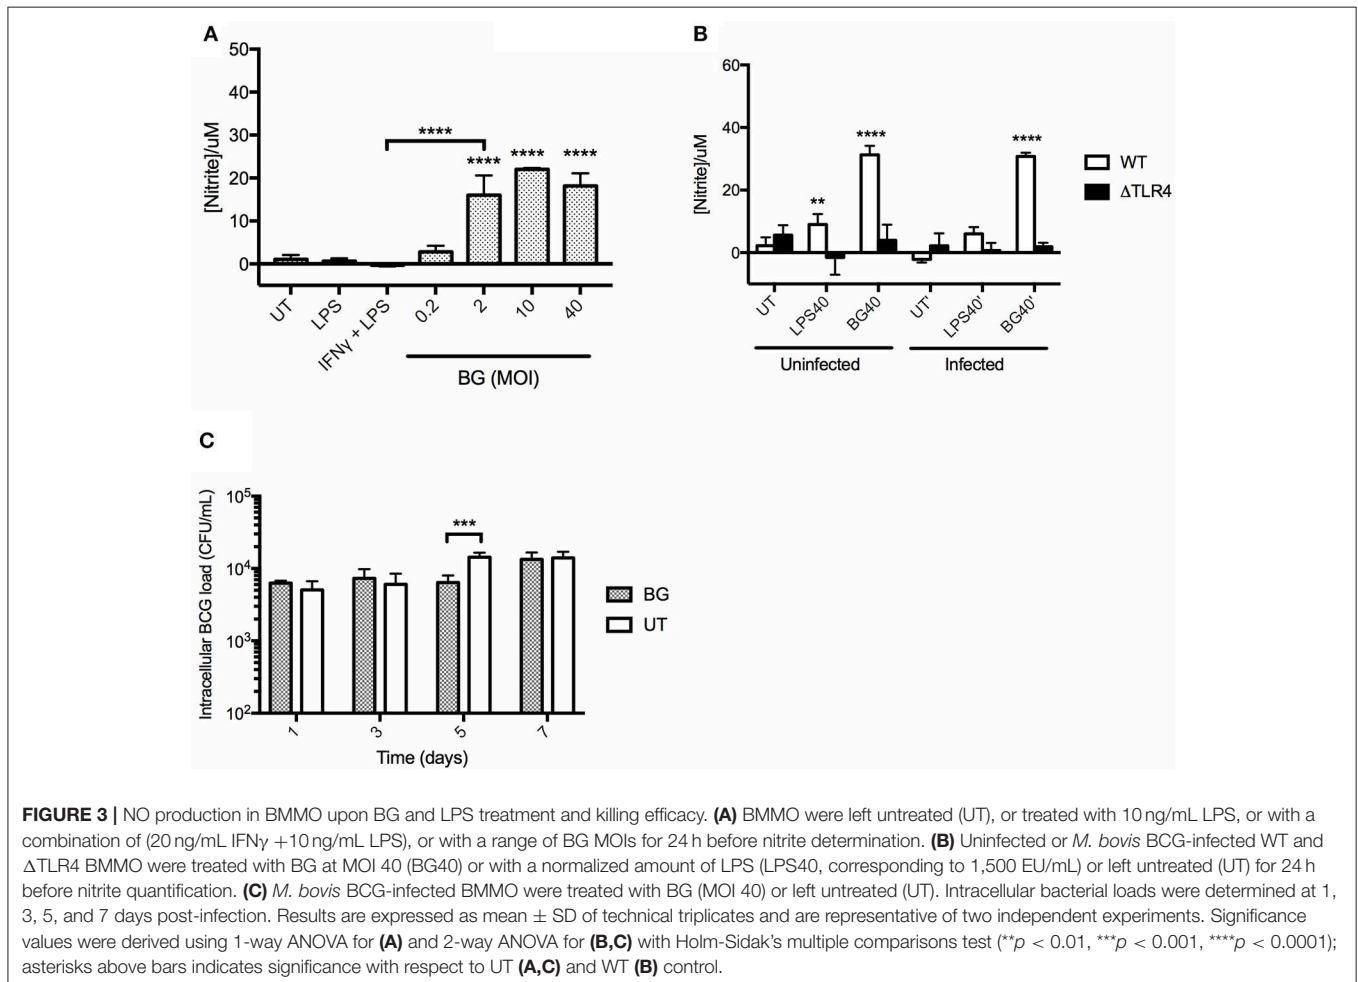 A
50
40
30
20
10
0
[Nitrite]/uM
****
**** **** ****
UT
LPS
IFNγ + LPS
0.2
2
10
40
BG (MOI)
B
60
40
20
0
[Nitrite]/uM
**
****
****
WT
ΔTLR4
UT
LPS40
BG40
UT'
LPS40'
BG40'
Uninfected
Infected
C
10^5
10^4
10^3
10^2
Intracellular BCG load (CFU/mL)
***
BG
UT
1
3
5
7
Time (days)
FIGURE 3 | NO production in BMMO upon BG and LPS treatment and killing efficacy. (A) BMMO were left untreated (UT), or treated with 10 ng/mL LPS, or with a
combination of (20 ng/mL IFNγ +10 ng/mL LPS), or with a range of BG MOIs for 24 h before nitrite determination. (B) Uninfected or M. bovis BCG-infected WT and
ΔTLR4 BMMO were treated with BG at MOI 40 (BG40) or with a normalized amount of LPS (LPS40, corresponding to 1,500 EU/mL) or left untreated (UT) for 24 h
before nitrite quantification. (C) M. bovis BCG-infected BMMO were treated with BG (MOI 40) or left untreated (UT). Intracellular bacterial loads were determined at 1,
3, 5, and 7 days post-infection. Results are expressed as mean ± SD of technical triplicates and are representative of two independent experiments. Significance
values were derived using 1-way ANOVA for (A) and 2-way ANOVA for (B,C) with Holm-Sidak's multiple comparisons test (**p < 0.01, ***p < 0.001, ****p < 0.0001);
asterisks above bars indicates significance with respect to UT (A,C) and WT (B) control.